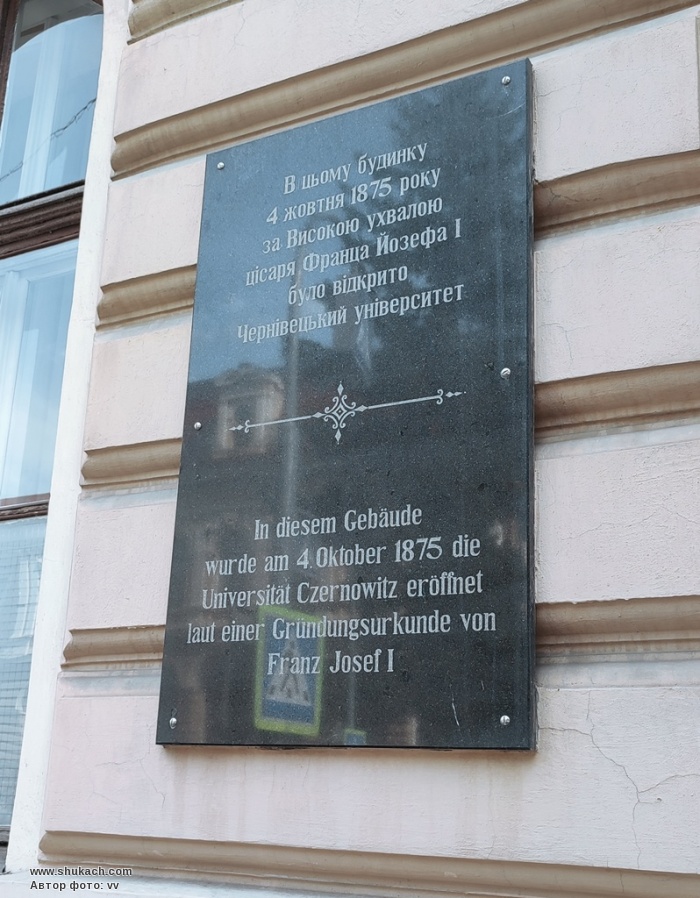 В цьому будинку
4 жовтня 1875 року
за Високою ухвалою
цісаря Франца Йозефа І
було відкрито
Чернівецький університет
In diesem Gebäude
wurde am 4. Oktober 1875 die
Universität Czernowitz eröffnet
laut einer Gründungsurkunde von
Franz Josef I
www.shukach.com
Автор фото: vv